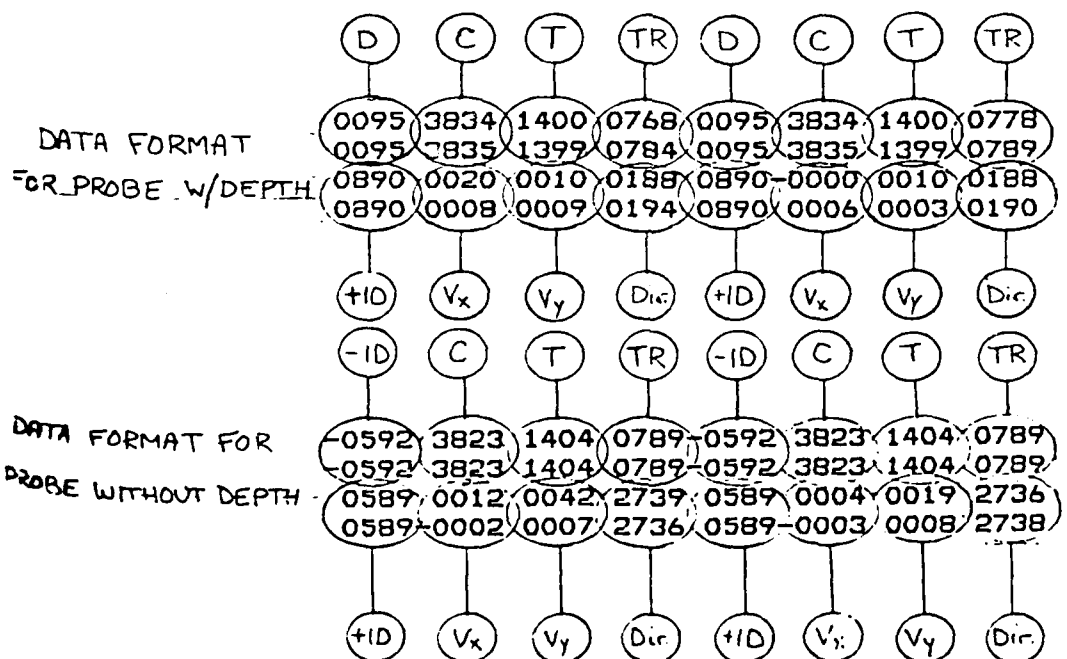 D C T TR D C T TR
0095 3834 1400 0768 0095 3834 1400 0778
DATA FORMAT
0095 3835 1399 0784 0095 3835 1399 0789
FOR PROBE W/DEPTH 0890 0020 0010 0188 0890-0000 0010 0188
0890 0008 0009 0194 0890 0006 0003 0190
+ID Vx Vy Dir. +ID Vx Vy Dir.
-ID C T TR -ID C T TR
DATA FORMAT FOR -0592 3823 1404 0789-0592 3823 1404 0789
-0592 3823 1404 0789-0592 3823 1404 0789
PROBE WITHOUT DEPTH 0589 0012 0042 2739 0589 0004 0019 2736
0589-0002 0007 2736 0589-0003 0008 2738
+ID Vx Vy Dir. +ID Vx Vy Dir.